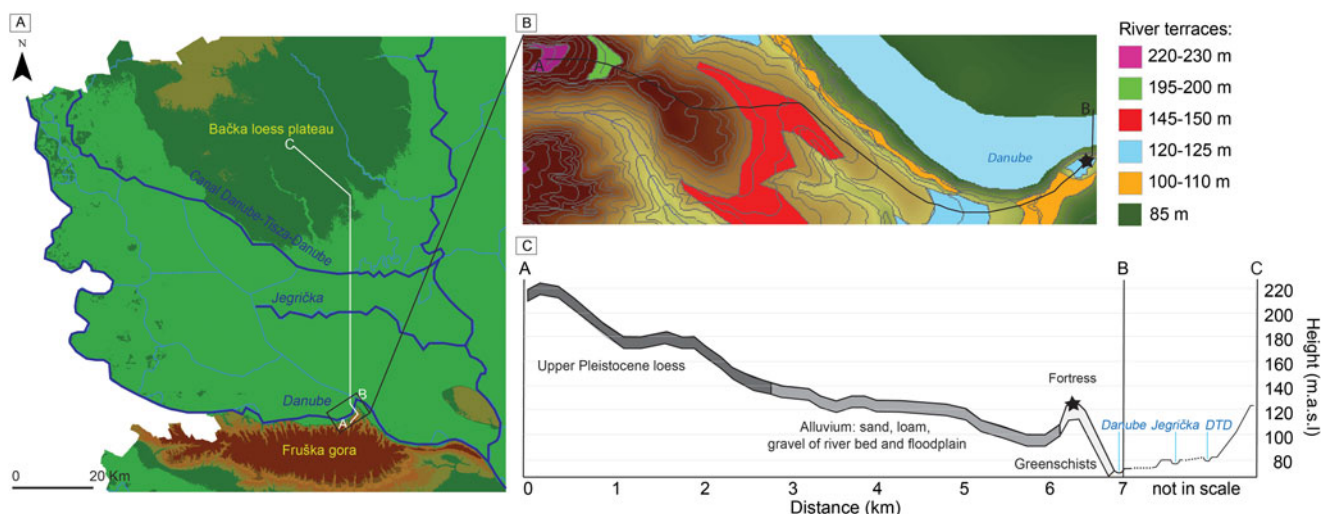 A
N
Bačka loess plateau
C
Canal Danube-Tisza-Danube
Jegrička
Danube
B
A
Fruška gora
0 20 Km
B
A
B
Danube
River terraces:
220-230 m
195-200 m
145-150 m
120-125 m
100-110 m
85 m
C
A B C
220
200
180
160
140
120
100
80
Height (m.a.s.l)
Upper Pleistocene loess
Fortress
Alluvium: sand, loam,
gravel of river bed and floodplain
Greenschists
Danube Jegrička DTD
0 1 2 3 4 5 6 7 not in scale
Distance (km)